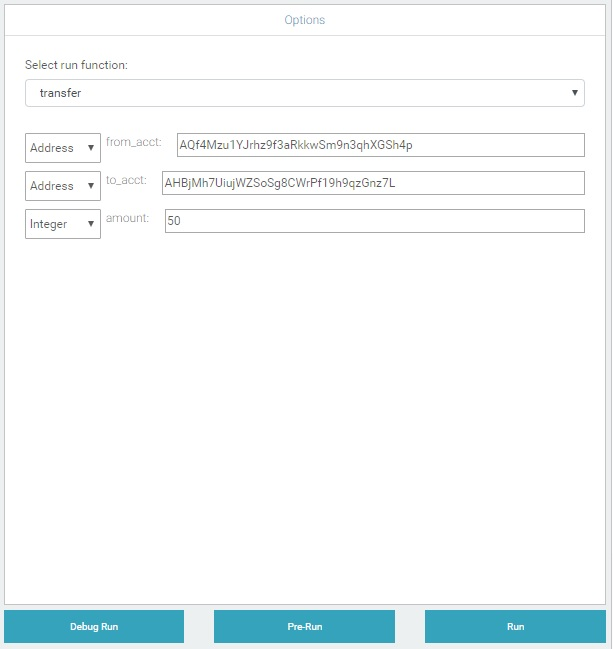 Options
Select run function:
transfer
Address from_acct: AQf4Mzu1YJrhz9f3aRkkwSm9n3qhXGSh4p
Address to_acct: AHBjMh7UiujWZSoSg8CWrPf19h9qzGnz7L
Integer amount: 50
Debug Run Pre-Run Run